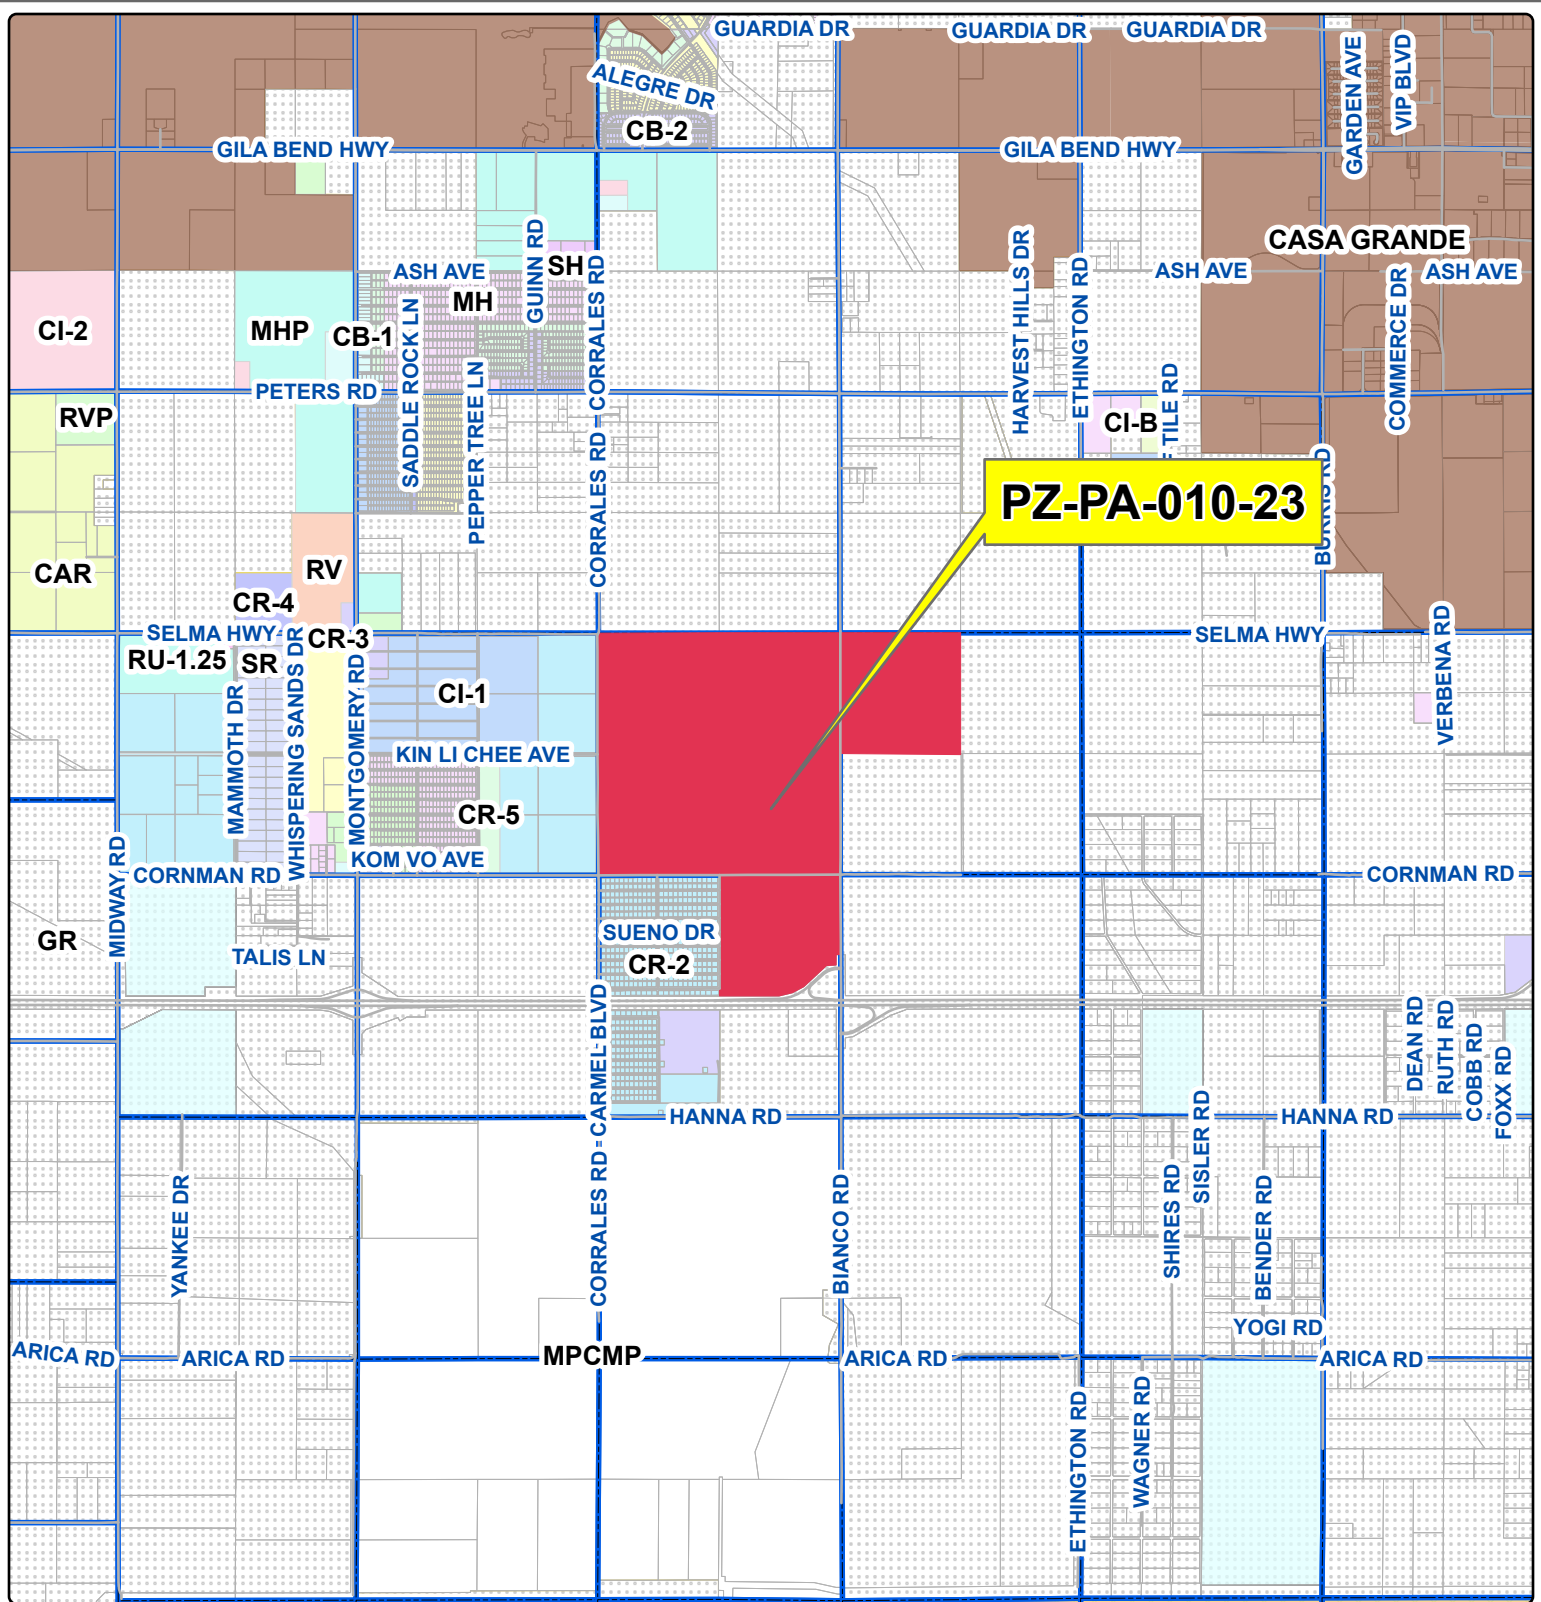 GUARDIA DR
GUARDIA DR
GUARDIA DR
GARDEN AVE
VIP BLVD
ALEGRE DR
CB-2
GILA BEND HWY
GILA BEND HWY
GUINN RD
SH
CORRALES RD
HARVEST HILLS DR
ETHINGTON RD
CASA GRANDE
ASH AVE
ASH AVE
ASH AVE
COMMERCE DR
CI-2
MHP
CB-1
SADDLE ROCK LN
MH
PEPPER TREE LN
PETERS RD
RVP
CORRALES RD
CI-B
TILE RD
PZ-PA-010-23
BURRIS RD
CAR
RV
CR-4
SELMA HWY
CR-3
SELMA HWY
VERBENA RD
RU-1.25
SR
MAMMOTH DR
WHISPERING SANDS DR
MONTGOMERY RD
CI-1
KIN LI CHEE AVE
CR-5
KOM VO AVE
MIDWAY RD
CORNMAN RD
CORNMAN RD
GR
TALIS LN
SUENO DR
CR-2
CORRALES RD
CARMEL BLVD
DEAN RD
RUTH RD
COBB RD
FOXX RD
HANNA RD
HANNA RD
YANKEE DR
BIANCO RD
SHIRES RD
SISLER RD
BENDER RD
YOGI RD
ARICA RD
ARICA RD
MPCMP
ARICA RD
ARICA RD
ETHINGTON RD
WAGNER RD